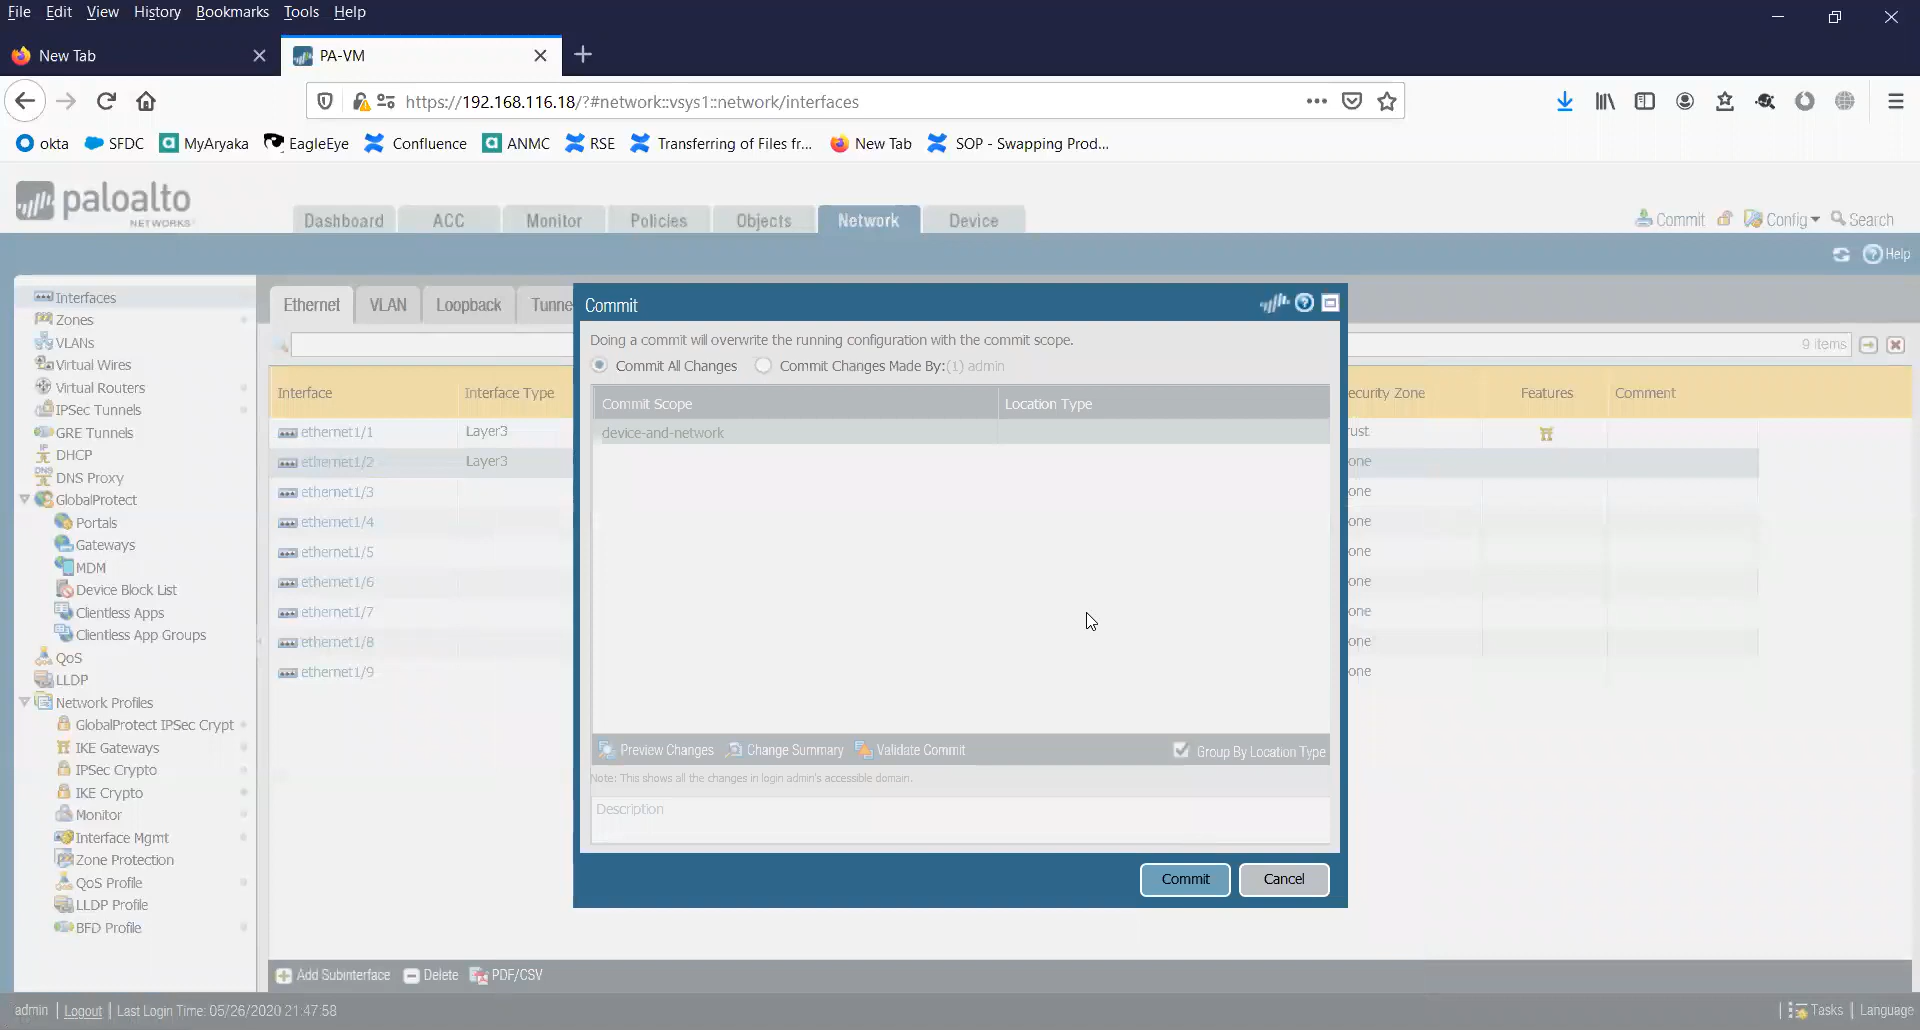 File Edit View History Bookmarks Tools Help
New Tab
PA-VM
https://192.168.116.18/?#network::vsys1::network/interfaces
okta SFDC MyAryaka EagleEye Confluence ANMC RSE Transferring of Files fr... New Tab SOP - Swapping Prod...
paloalto
NETWORKS
Dashboard ACC Monitor Policies Objects Network Device
Commit Config Search
Help
Interfaces
Zones
VLANs
Virtual Wires
Virtual Routers
IPSec Tunnels
GRE Tunnels
DHCP
DNS Proxy
GlobalProtect
Portals
Gateways
MDM
Device Block List
Clientless Apps
Clientless App Groups
QoS
LLDP
Network Profiles
GlobalProtect IPSec Crypt
IKE Gateways
IPSec Crypto
IKE Crypto
Monitor
Interface Mgmt
Zone Protection
QoS Profile
LLDP Profile
BFD Profile
Ethernet VLAN Loopback Tunne
9 items
Interface Interface Type ecurity Zone Features Comment
ethernet1/1 Layer3 rust
ethernet1/2 Layer3 one
ethernet1/3 one
ethernet1/4 one
ethernet1/5 one
ethernet1/6 one
ethernet1/7 one
ethernet1/8 one
ethernet1/9 one
Commit
Doing a commit will overwrite the running configuration with the commit scope.
Commit All Changes Commit Changes Made By:(1) admin
Commit Scope Location Type
device-and-network
Preview Changes Change Summary Validate Commit Group By Location Type
Note: This shows all the changes in login admin's accessible domain.
Description
Commit Cancel
Add Subinterface Delete PDF/CSV
admin | Logout | Last Login Time: 05/26/2020 21:47:58
Tasks | Language